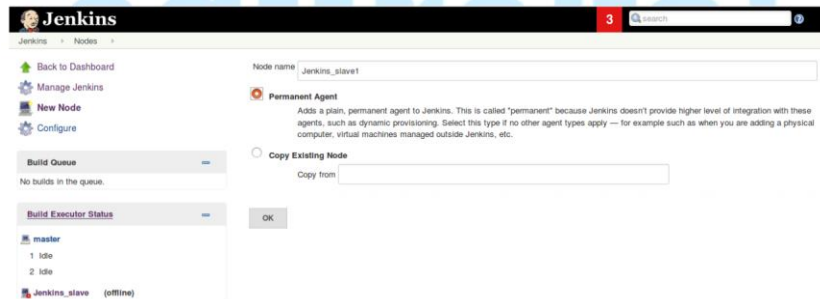 Jenkins
3
search
Jenkins
Nodes
Back to Dashboard
Manage Jenkins
New Node
Configure
Build Queue
No builds in the queue.
Build Executor Status
master
1 Idle
2 Idle
Jenkins_slave (offline)
Node name Jenkins_slave1
Permanent Agent
Adds a plain, permanent agent to Jenkins. This is called "permanent" because Jenkins doesn't provide higher level of integration with these
agents, such as dynamic provisioning. Select this type if no other agent types apply — for example such as when you are adding a physical
computer, virtual machines managed outside Jenkins, etc.
Copy Existing Node
Copy from
OK